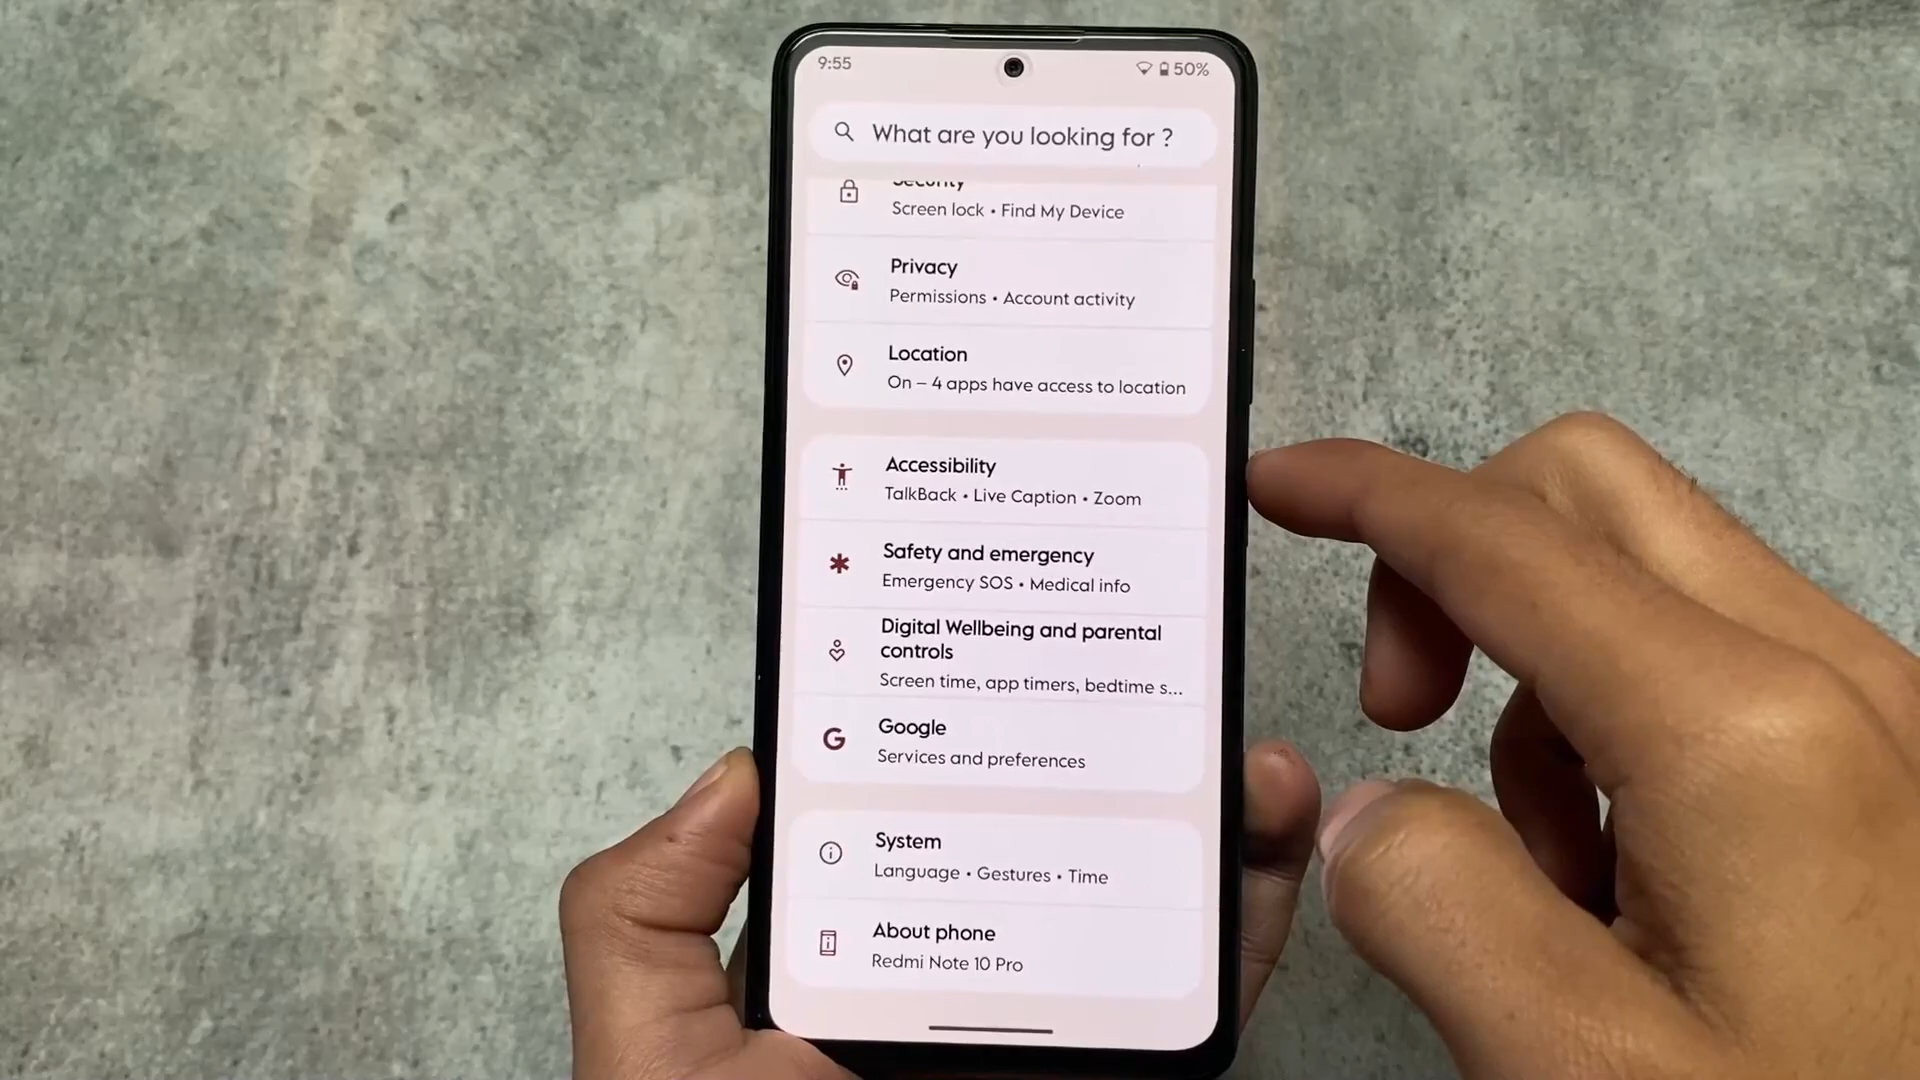 9:55
50%
What are you looking for ?
Security
Screen lock • Find My Device
Privacy
Permissions • Account activity
Location
On – 4 apps have access to location
Accessibility
TalkBack • Live Caption • Zoom
Safety and emergency
Emergency SOS • Medical info
Digital Wellbeing and parental
controls
Screen time, app timers, bedtime s...
Google
Services and preferences
System
Language • Gestures • Time
About phone
Redmi Note 10 Pro